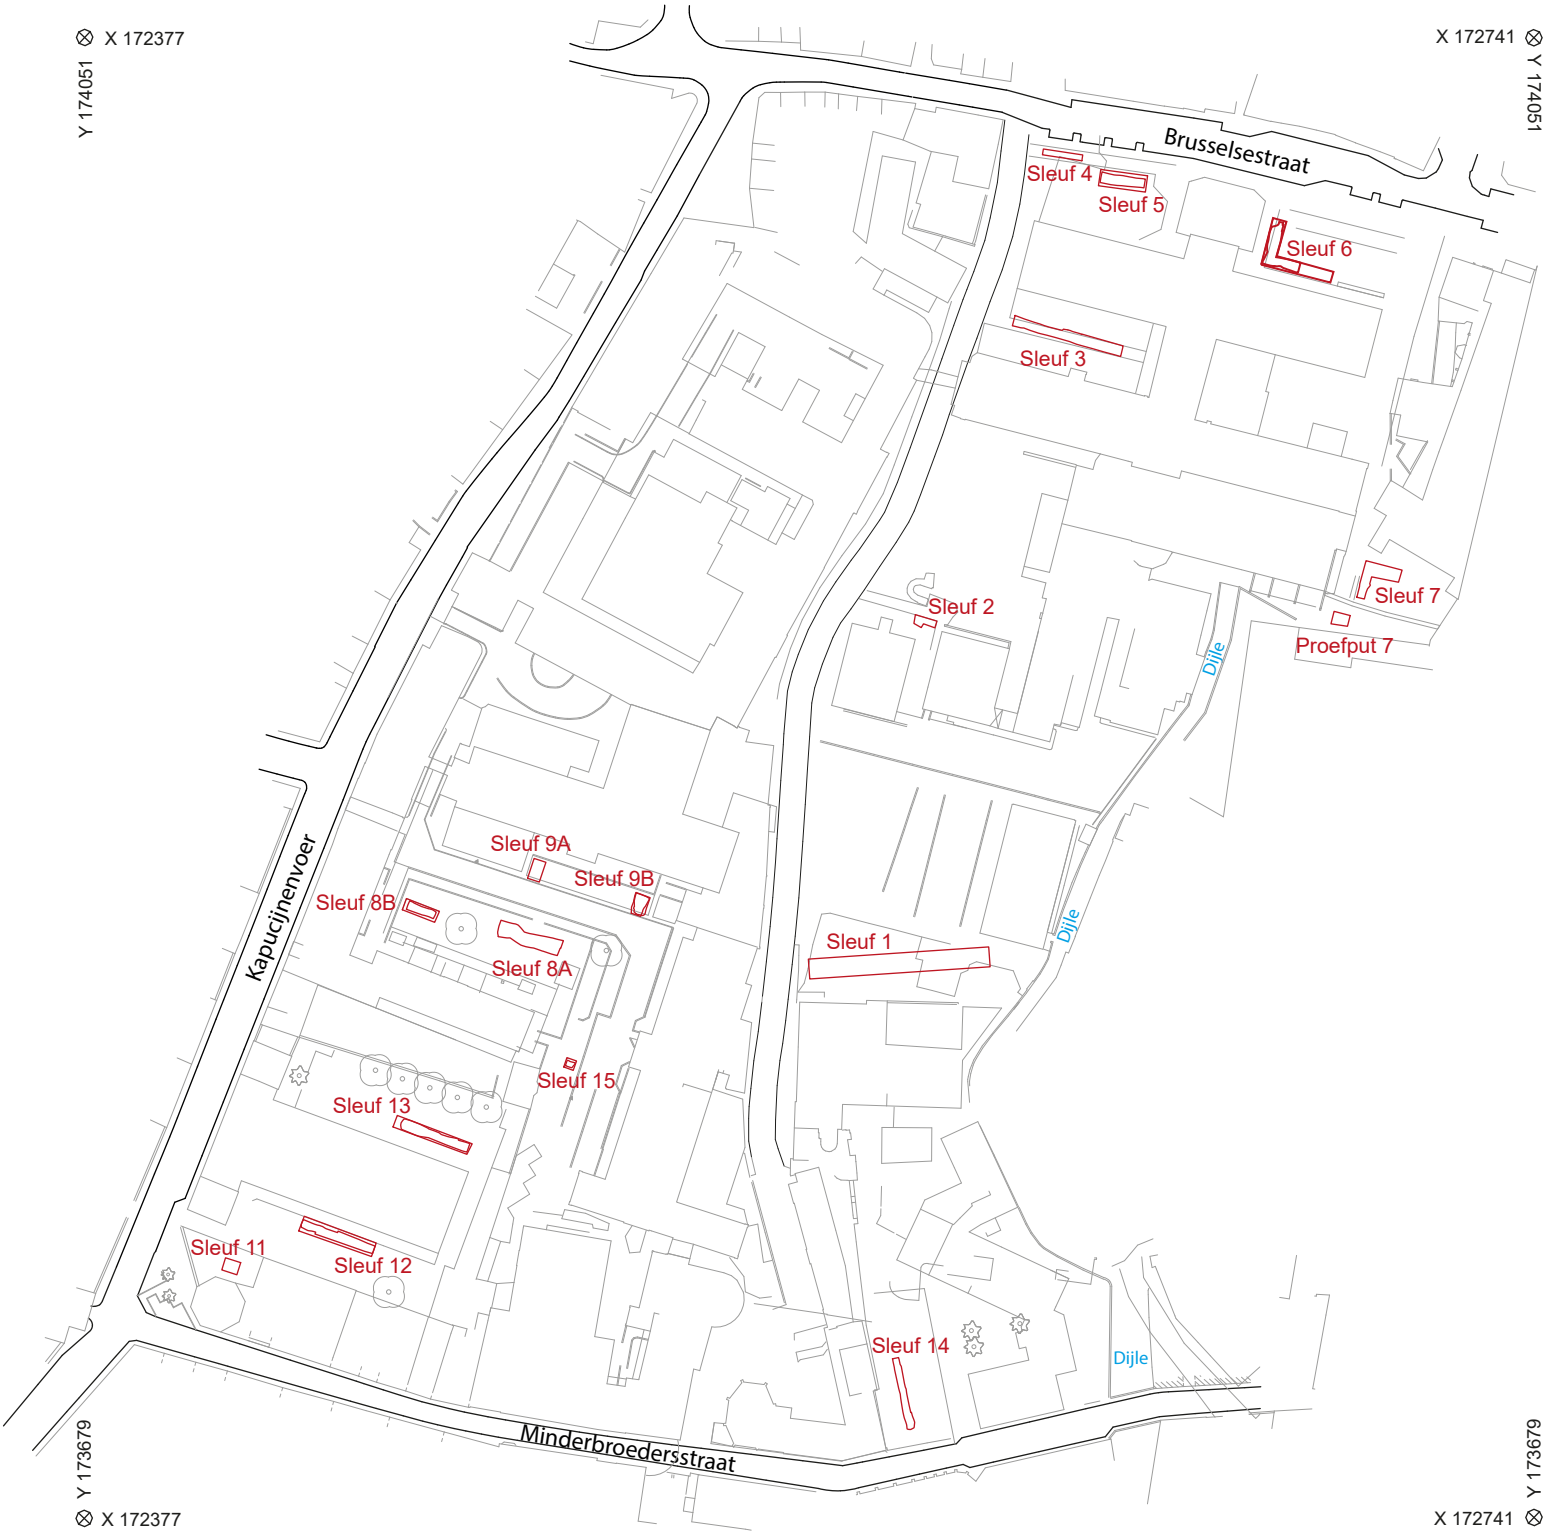 X 172377
X 172741
Y 174051
Y 174051
Brusselsestraat
Sleuf 4
Sleuf 5
Sleuf 6
Sleuf 3
Sleuf 7
Sleuf 2
Proefput 7
Dijle
Sleuf 9A
Sleuf 9B
Sleuf 8B
Kapucijnenvoer
Dijle
Sleuf 1
Sleuf 8A
Sleuf 15
Sleuf 13
Sleuf 11
Sleuf 12
Sleuf 14
Dijle
Minderbroedersstraat
Y 173679
Y 173679
X 172377
X 172741